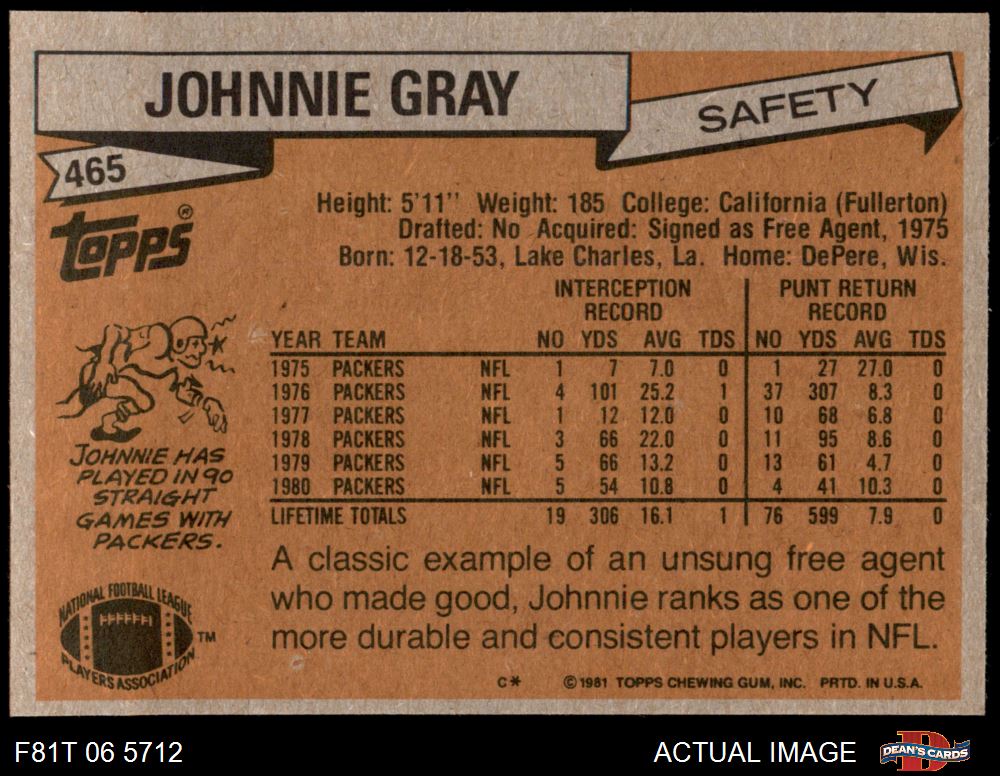 JOHNNIE GRAY
SAFETY
465
Topps®
Height: 5'11" Weight: 185 College: California (Fullerton)
Drafted: No Acquired: Signed as Free Agent, 1975
Born: 12-18-53, Lake Charles, La. Home: DePere, Wis.
INTERCEPTION RECORD PUNT RETURN RECORD
YEAR TEAM NO YDS AVG TDS NO YDS AVG TDS
1975 PACKERS NFL 1 7 7.0 0 1 27 27.0 0
1976 PACKERS NFL 4 101 25.2 1 37 307 8.3 0
1977 PACKERS NFL 1 12 12.0 0 10 68 6.8 0
1978 PACKERS NFL 3 66 22.0 0 11 95 8.6 0
1979 PACKERS NFL 5 66 13.2 0 13 61 4.7 0
1980 PACKERS NFL 5 54 10.8 0 4 41 10.3 0
LIFETIME TOTALS 19 306 16.1 1 76 599 7.9 0
JOHNNIE HAS
PLAYED IN 90
STRAIGHT
GAMES WITH
PACKERS.
A classic example of an unsung free agent
who made good, Johnnie ranks as one of the
more durable and consistent players in NFL.
NATIONAL FOOTBALL LEAGUE
PLAYERS ASSOCIATION
TM
C* ©1981 TOPPS CHEWING GUM, INC. PRTD. IN U.S.A.
F81T 06 5712
ACTUAL IMAGE
DEAN'S CARDS